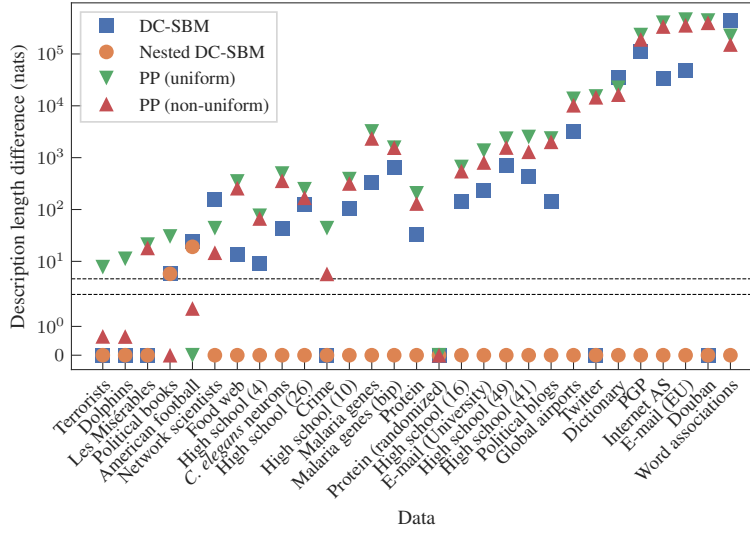 Description length difference (nats)
10^5
10^4
10^3
10^2
10^1
10^0
0
DC-SBM
Nested DC-SBM
PP (uniform)
PP (non-uniform)
Terrorists
Dolphins
Les Misérables
Political books
American football
Network scientists
Food web
High school (4)
C. elegans neurons
High school (26)
Crime
High school (10)
Malaria genes
Malaria genes (bp)
Protein
Protein (randomized)
High school (16)
E-mail (University)
High school (49)
High school (41)
Political blogs
Global airports
Twitter
Dictionary
PGP
Internet AS
E-mail (EU)
Douban
Word associations
Data